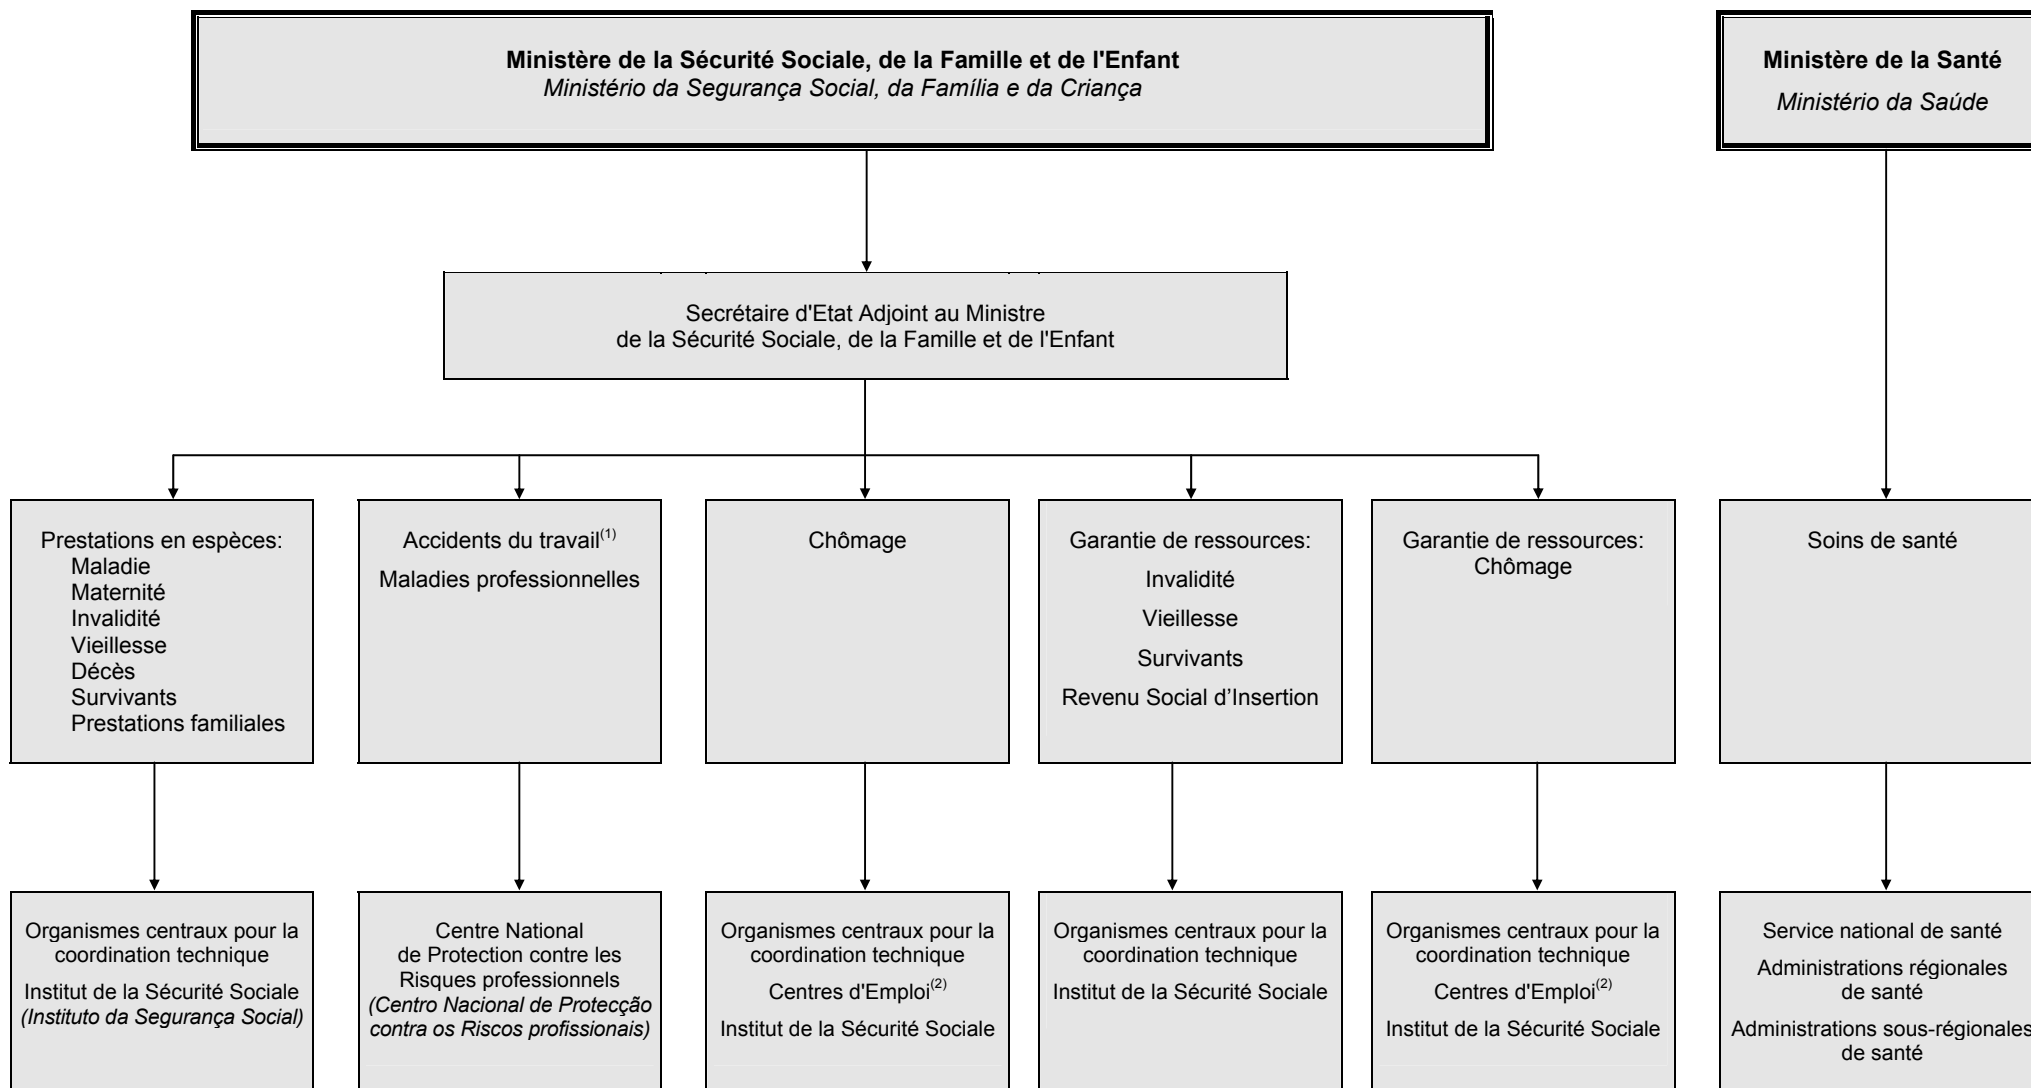 Ministère de la Sécurité Sociale, de la Famille et de l'Enfant
Ministério da Segurança Social, da Família e da Criança
Ministère de la Santé
Ministério da Saúde
Secrétaire d'Etat Adjoint au Ministre
de la Sécurité Sociale, de la Famille et de l'Enfant
Prestations en espèces:
Maladie
Maternité
Invalidité
Vieillesse
Décès
Survivants
Prestations familiales
Accidents du travail(1)
Maladies professionnelles
Chômage
Garantie de ressources:
Invalidité
Vieillesse
Survivants
Revenu Social d’Insertion
Garantie de ressources:
Chômage
Soins de santé
Organismes centraux pour la
coordination technique
Institut de la Sécurité Sociale
(Instituto da Segurança Social)
Centre National
de Protection contre les
Risques professionnels
(Centro Nacional de Protecção
contra os Riscos profissionais)
Organismes centraux pour la
coordination technique
Centres d'Emploi(2)
Institut de la Sécurité Sociale
Organismes centraux pour la
coordination technique
Institut de la Sécurité Sociale
Organismes centraux pour la
coordination technique
Centres d'Emploi(2)
Institut de la Sécurité Sociale
Service national de santé
Administrations régionales
de santé
Administrations sous-régionales
de santé